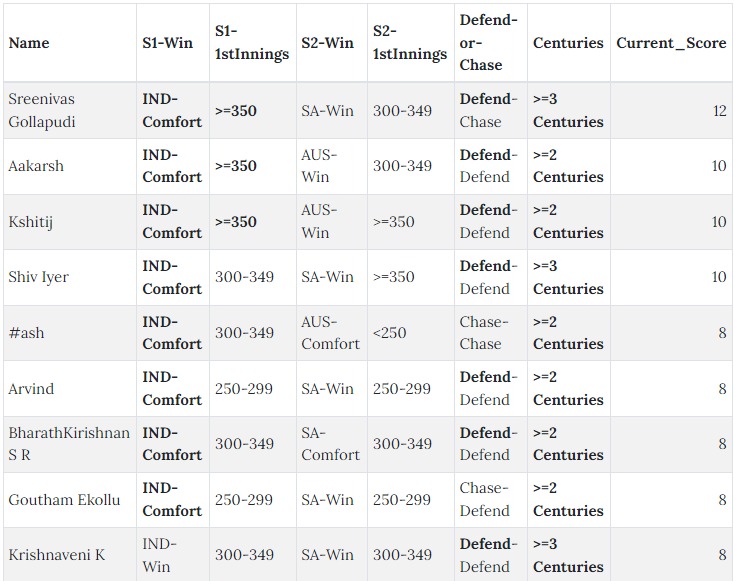 Name S1-Win S1-1stInnings S2-Win S2-1stInnings Defend-or-Chase Centuries Current_Score
Sreenivas Gollapudi IND-Comfort >=350 SA-Win 300-349 Defend-Chase >=3 Centuries 12
Aakarsh IND-Comfort >=350 AUS-Win 300-349 Defend-Defend >=2 Centuries 10
Kshitij IND-Comfort >=350 AUS-Win >=350 Defend-Defend >=2 Centuries 10
Shiv Iyer IND-Comfort 300-349 SA-Win >=350 Defend-Defend >=3 Centuries 10
#ash IND-Comfort 300-349 AUS-Comfort <250 Chase-Chase >=2 Centuries 8
Arvind IND-Comfort 250-299 SA-Win 250-299 Defend-Defend >=2 Centuries 8
BharathKirishnan S R IND-Comfort 300-349 SA-Comfort 300-349 Defend-Defend >=2 Centuries 8
Goutham Ekollu IND-Comfort 250-299 SA-Win 250-299 Chase-Defend >=2 Centuries 8
Krishnaveni K IND-Win 300-349 SA-Win 300-349 Defend-Defend >=3 Centuries 8